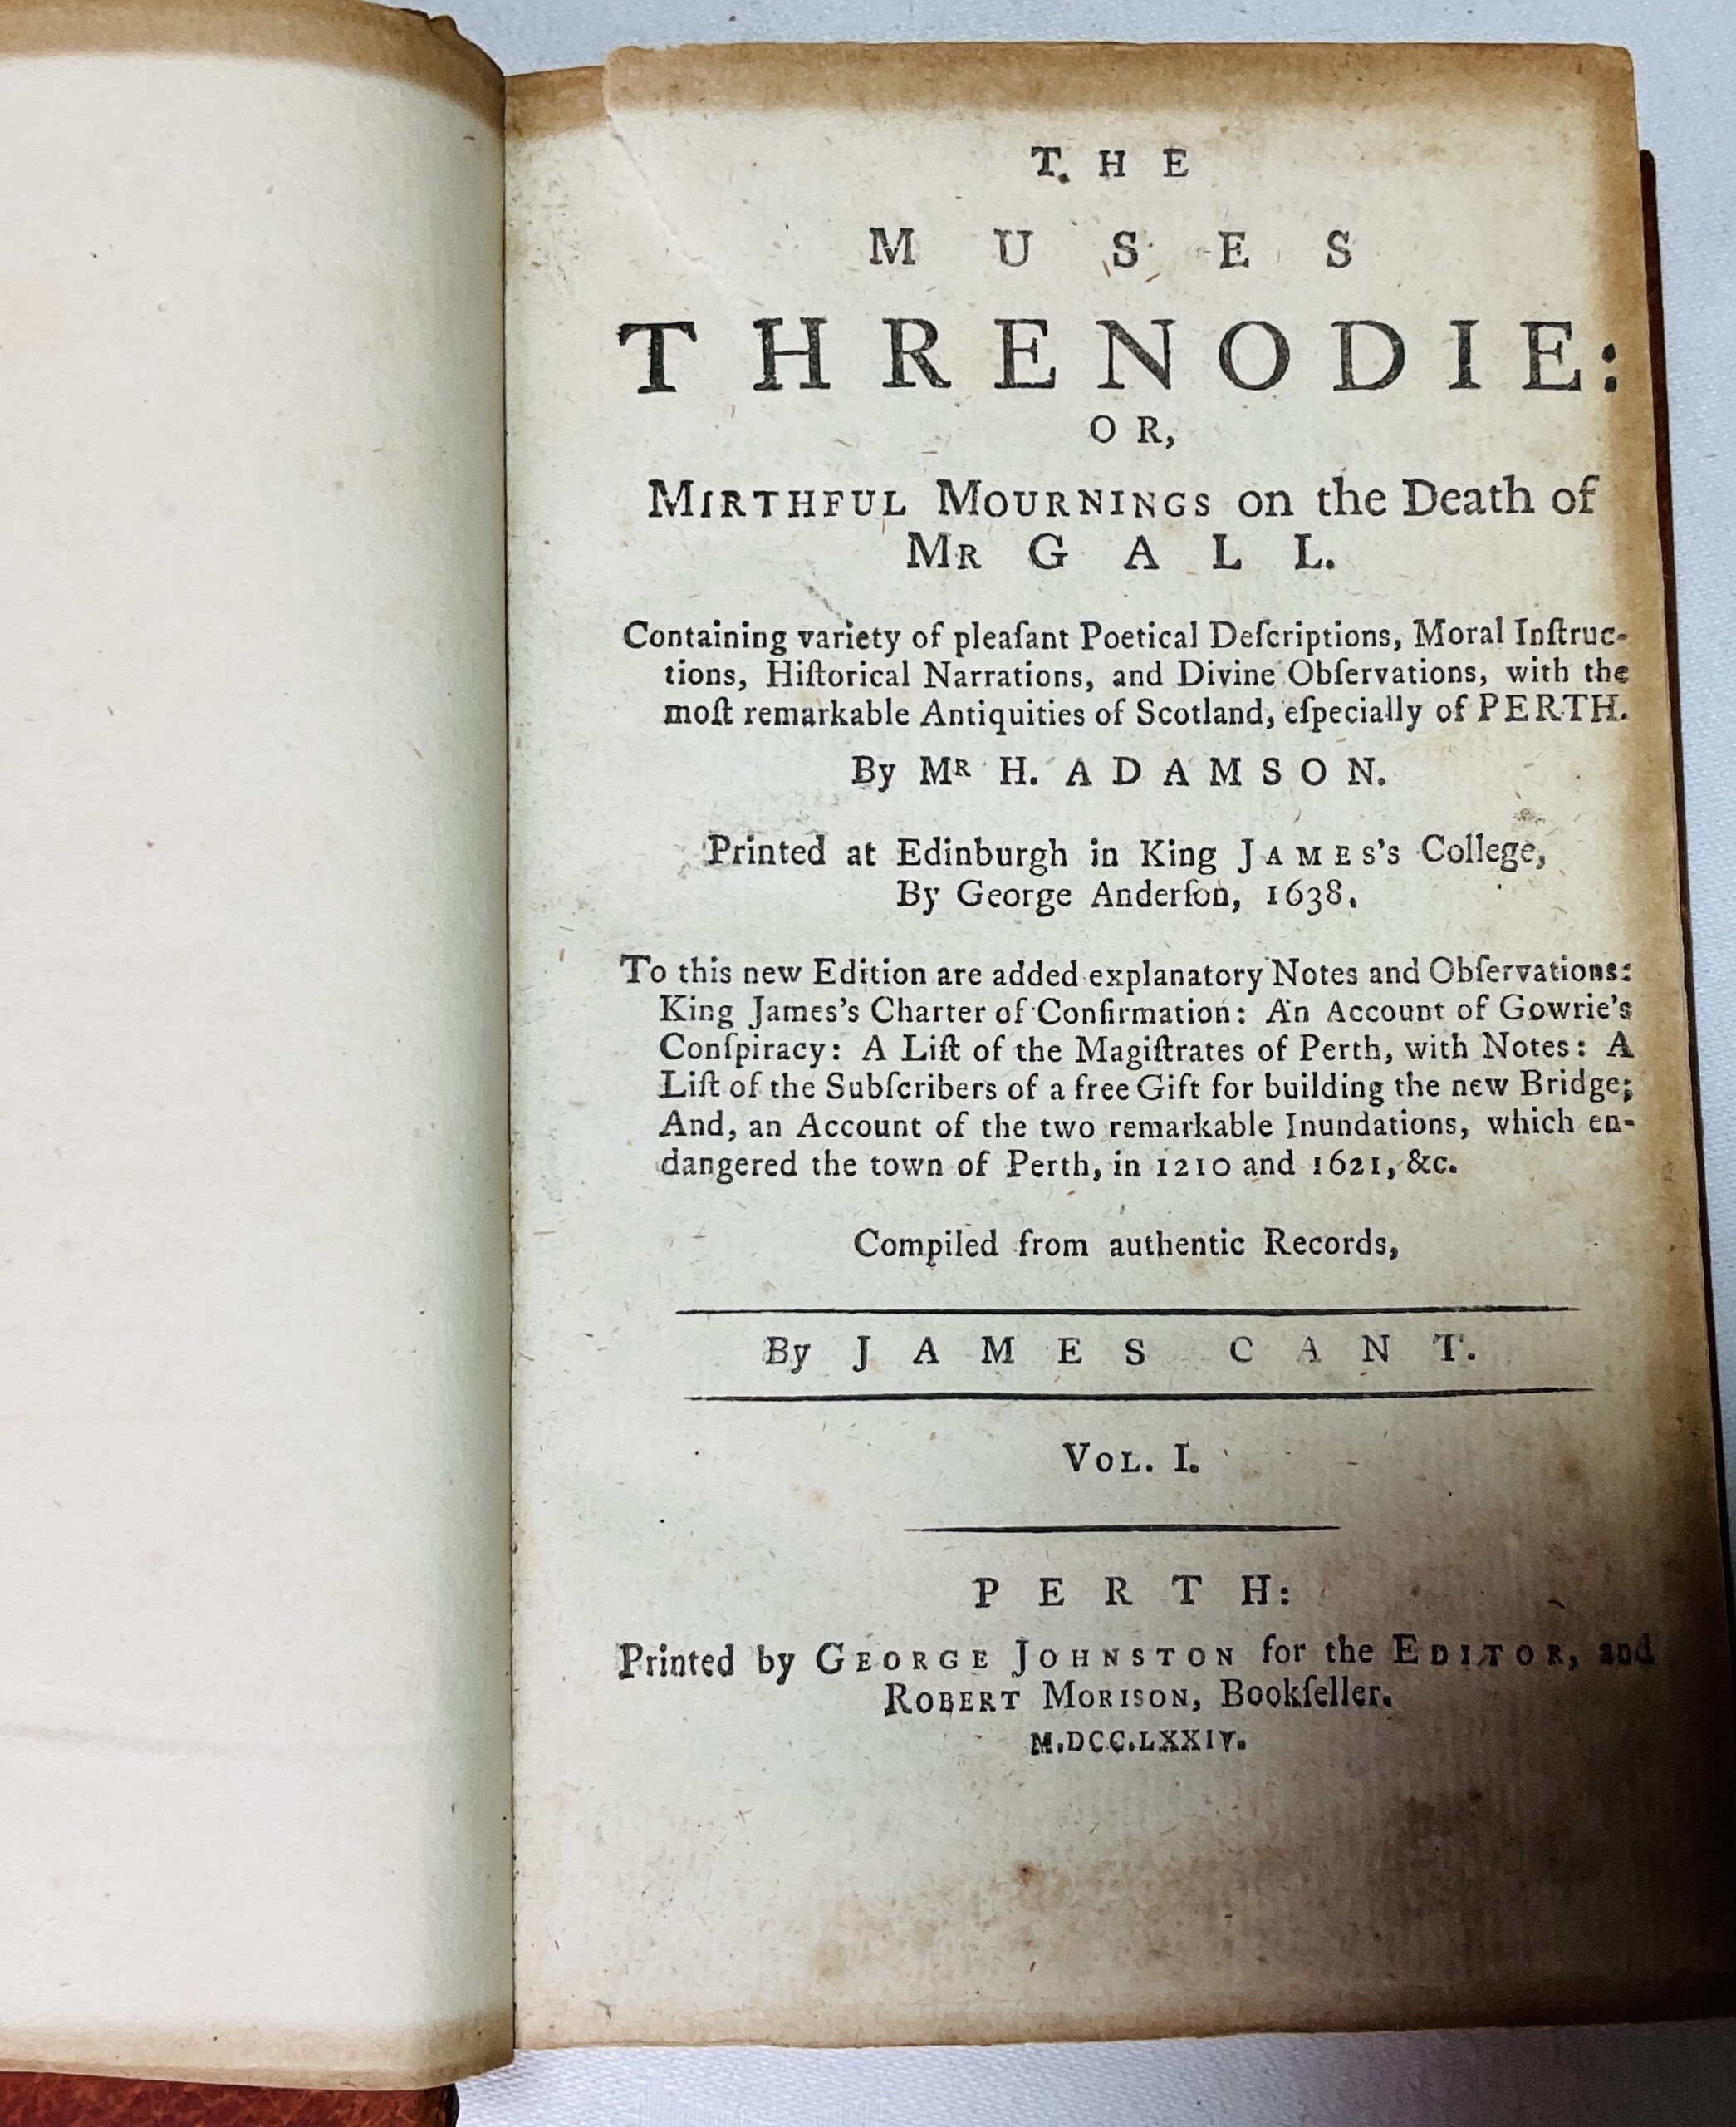 THE
MUSES
THRENODIE:
OR,
MIRTHFUL MOURNINGS on the Death of
MR GALL.
Containing variety of pleaſant Poetical Deſcriptions, Moral Inſtruc-
tions, Hiſtorical Narrations, and Divine Obſervations, with the
moſt remarkable Antiquities of Scotland, eſpecially of PERTH.
By MR H. ADAMSON.
Printed at Edinburgh in King JAMES's College,
By George Anderſon, 1638.
To this new Edition are added explanatory Notes and Obſervations:
King James's Charter of Confirmation: An Account of Gowrie's
Conſpiracy: A Liſt of the Magiſtrates of Perth, with Notes: A
Liſt of the Subſcribers of a free Gift for building the new Bridge;
And, an Account of the two remarkable Inundations, which en-
dangered the town of Perth, in 1210 and 1621, &c.
Compiled from authentic Records,
By JAMES CANT.
VOL. I.
PERTH:
Printed by GEORGE JOHNSTON for the EDITOR, and
ROBERT MORISON, Bookſeller.
M.DCC.LXXIV.